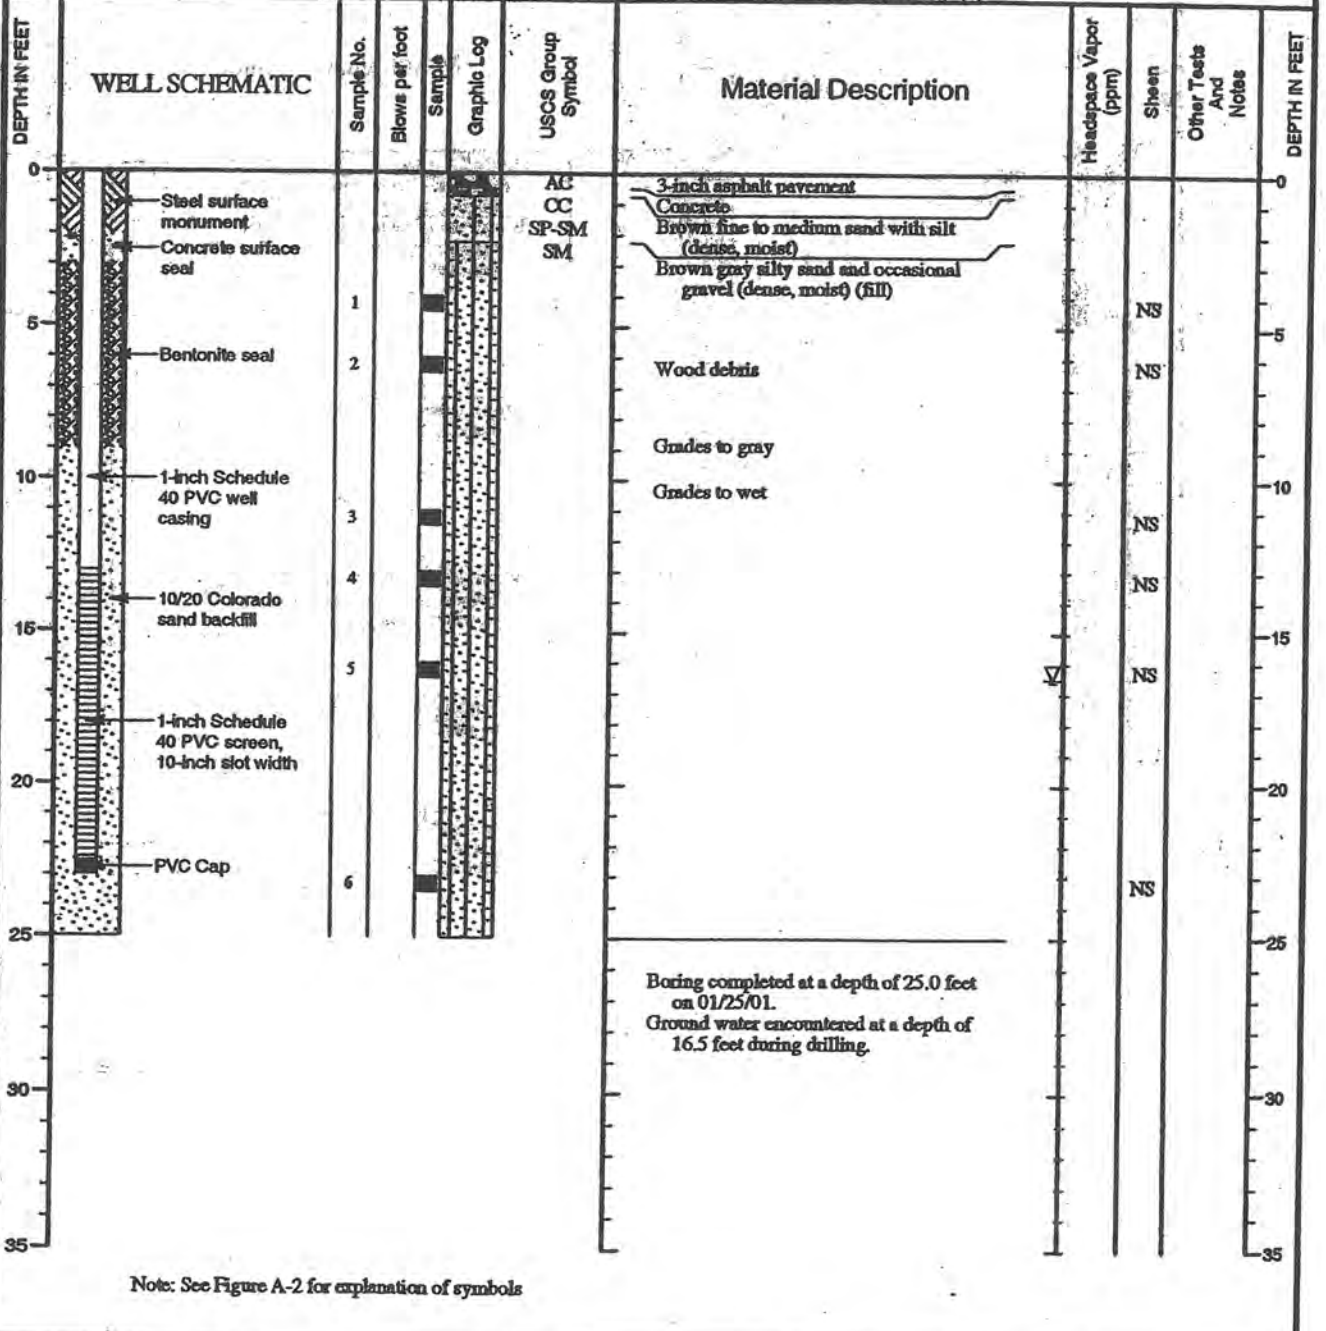 DEPTH IN FEET
WELL SCHEMATIC
Sample No.
Blows per foot
Sample
Graphic Log
USCS Group
Symbol
Material Description
Headspace Vapor
(ppm)
Sheen
Other Tests
And
Notes
DEPTH IN FEET
0
Steel surface
monument
Concrete surface
seal
5
Bentonite seal
10
1-inch Schedule
40 PVC well
casing
10/20 Colorado
sand backfill
15
1-inch Schedule
40 PVC screen,
10-inch slot width
20
PVC Cap
25
30
35
1
2
3
4
5
6
AC
CC
SP-SM
SM
3-inch asphalt pavement
Concrete
Brown fine to medium sand with silt
(dense, moist)
Brown gray silty sand and occasional
gravel (dense, moist) (fill)
Wood debris
Grades to gray
Grades to wet
Boring completed at a depth of 25.0 feet
on 01/25/01.
Ground water encountered at a depth of
16.5 feet during drilling.
NS
NS
NS
NS
NS
NS
0
5
10
15
20
25
30
35
Note: See Figure A-2 for explanation of symbols